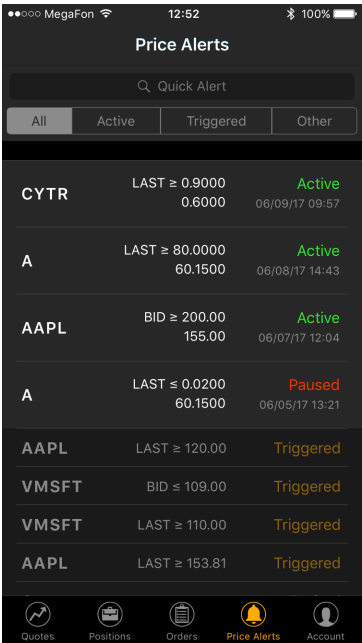 MegaFon 12:52 100%
Price Alerts
Quick Alert
All Active Triggered Other
CYTR LAST ≥ 0.9000 Active
0.6000 06/09/17 09:57
A LAST ≥ 80.0000 Active
60.1500 06/08/17 14:43
AAPL BID ≥ 200.00 Active
155.00 06/07/17 12:04
A LAST ≤ 0.0200 Paused
60.1500 06/05/17 13:21
AAPL LAST ≥ 120.00 Triggered
VMSFT BID ≤ 109.00 Triggered
VMSFT LAST ≥ 110.00 Triggered
AAPL LAST ≥ 153.81 Triggered
Quotes Positions Orders Price Alerts Account